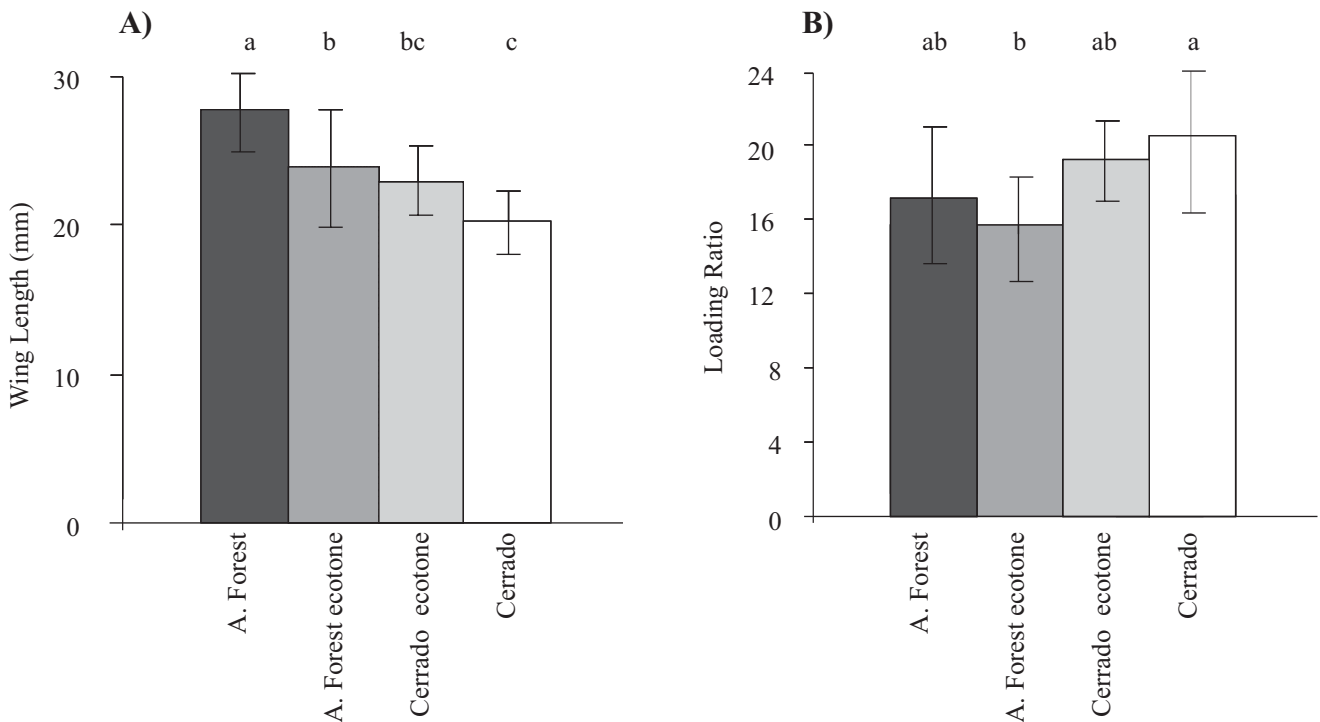 A)
a b bc c
30
20
10
0
Wing Length (mm)
A. Forest
A. Forest ecotone
Cerrado ecotone
Cerrado
B)
ab b ab a
24
20
16
12
8
4
0
Loading Ratio
A. Forest
A. Forest ecotone
Cerrado ecotone
Cerrado